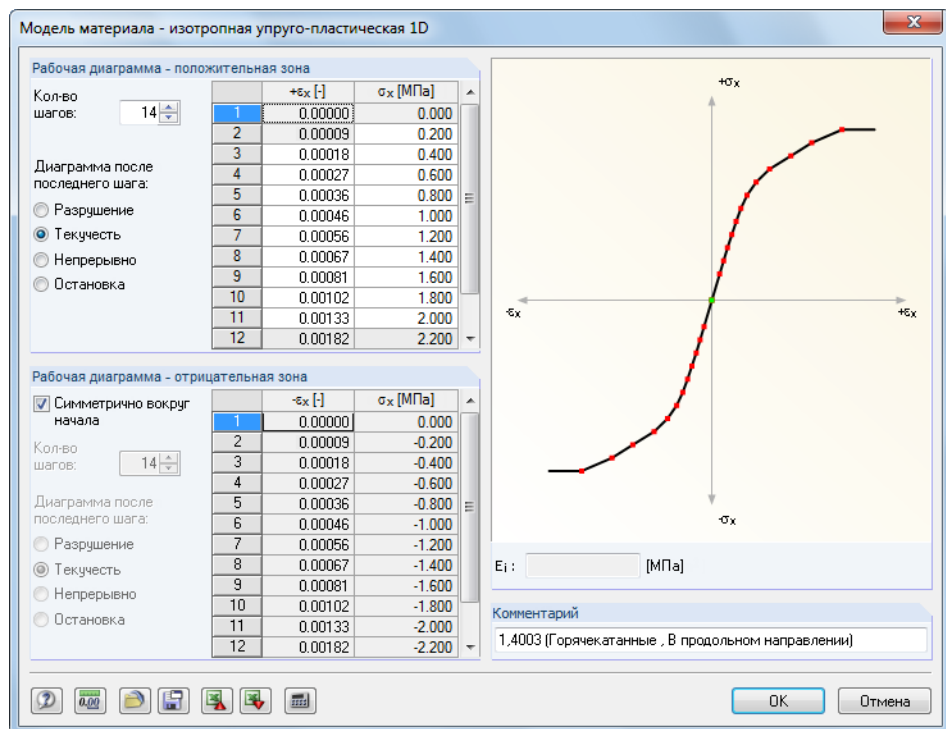 Модель материала - изотропная упруго-пластическая 1D
Рабочая диаграмма - положительная зона
Кол-во
шагов:
14
Диаграмма после
последнего шага:
Разрушение
Текучесть
Непрерывно
Остановка
+εx [-] σx [МПа]
1 0.00000 0.000
2 0.00009 0.200
3 0.00018 0.400
4 0.00027 0.600
5 0.00036 0.800
6 0.00046 1.000
7 0.00056 1.200
8 0.00067 1.400
9 0.00081 1.600
10 0.00102 1.800
11 0.00133 2.000
12 0.00182 2.200
Рабочая диаграмма - отрицательная зона
Симметрично вокруг
начала
Кол-во
шагов:
14
Диаграмма после
последнего шага:
Разрушение
Текучесть
Непрерывно
Остановка
-εx [-] σx [МПа]
1 0.00000 0.000
2 0.00009 -0.200
3 0.00018 -0.400
4 0.00027 -0.600
5 0.00036 -0.800
6 0.00046 -1.000
7 0.00056 -1.200
8 0.00067 -1.400
9 0.00081 -1.600
10 0.00102 -1.800
11 0.00133 -2.000
12 0.00182 -2.200
+σx
-εx
+εx
-σx
Ei : [МПа]
Комментарий
1,4003 (Горячекатанные , В продольном направлении)
0.00
OK
Отмена